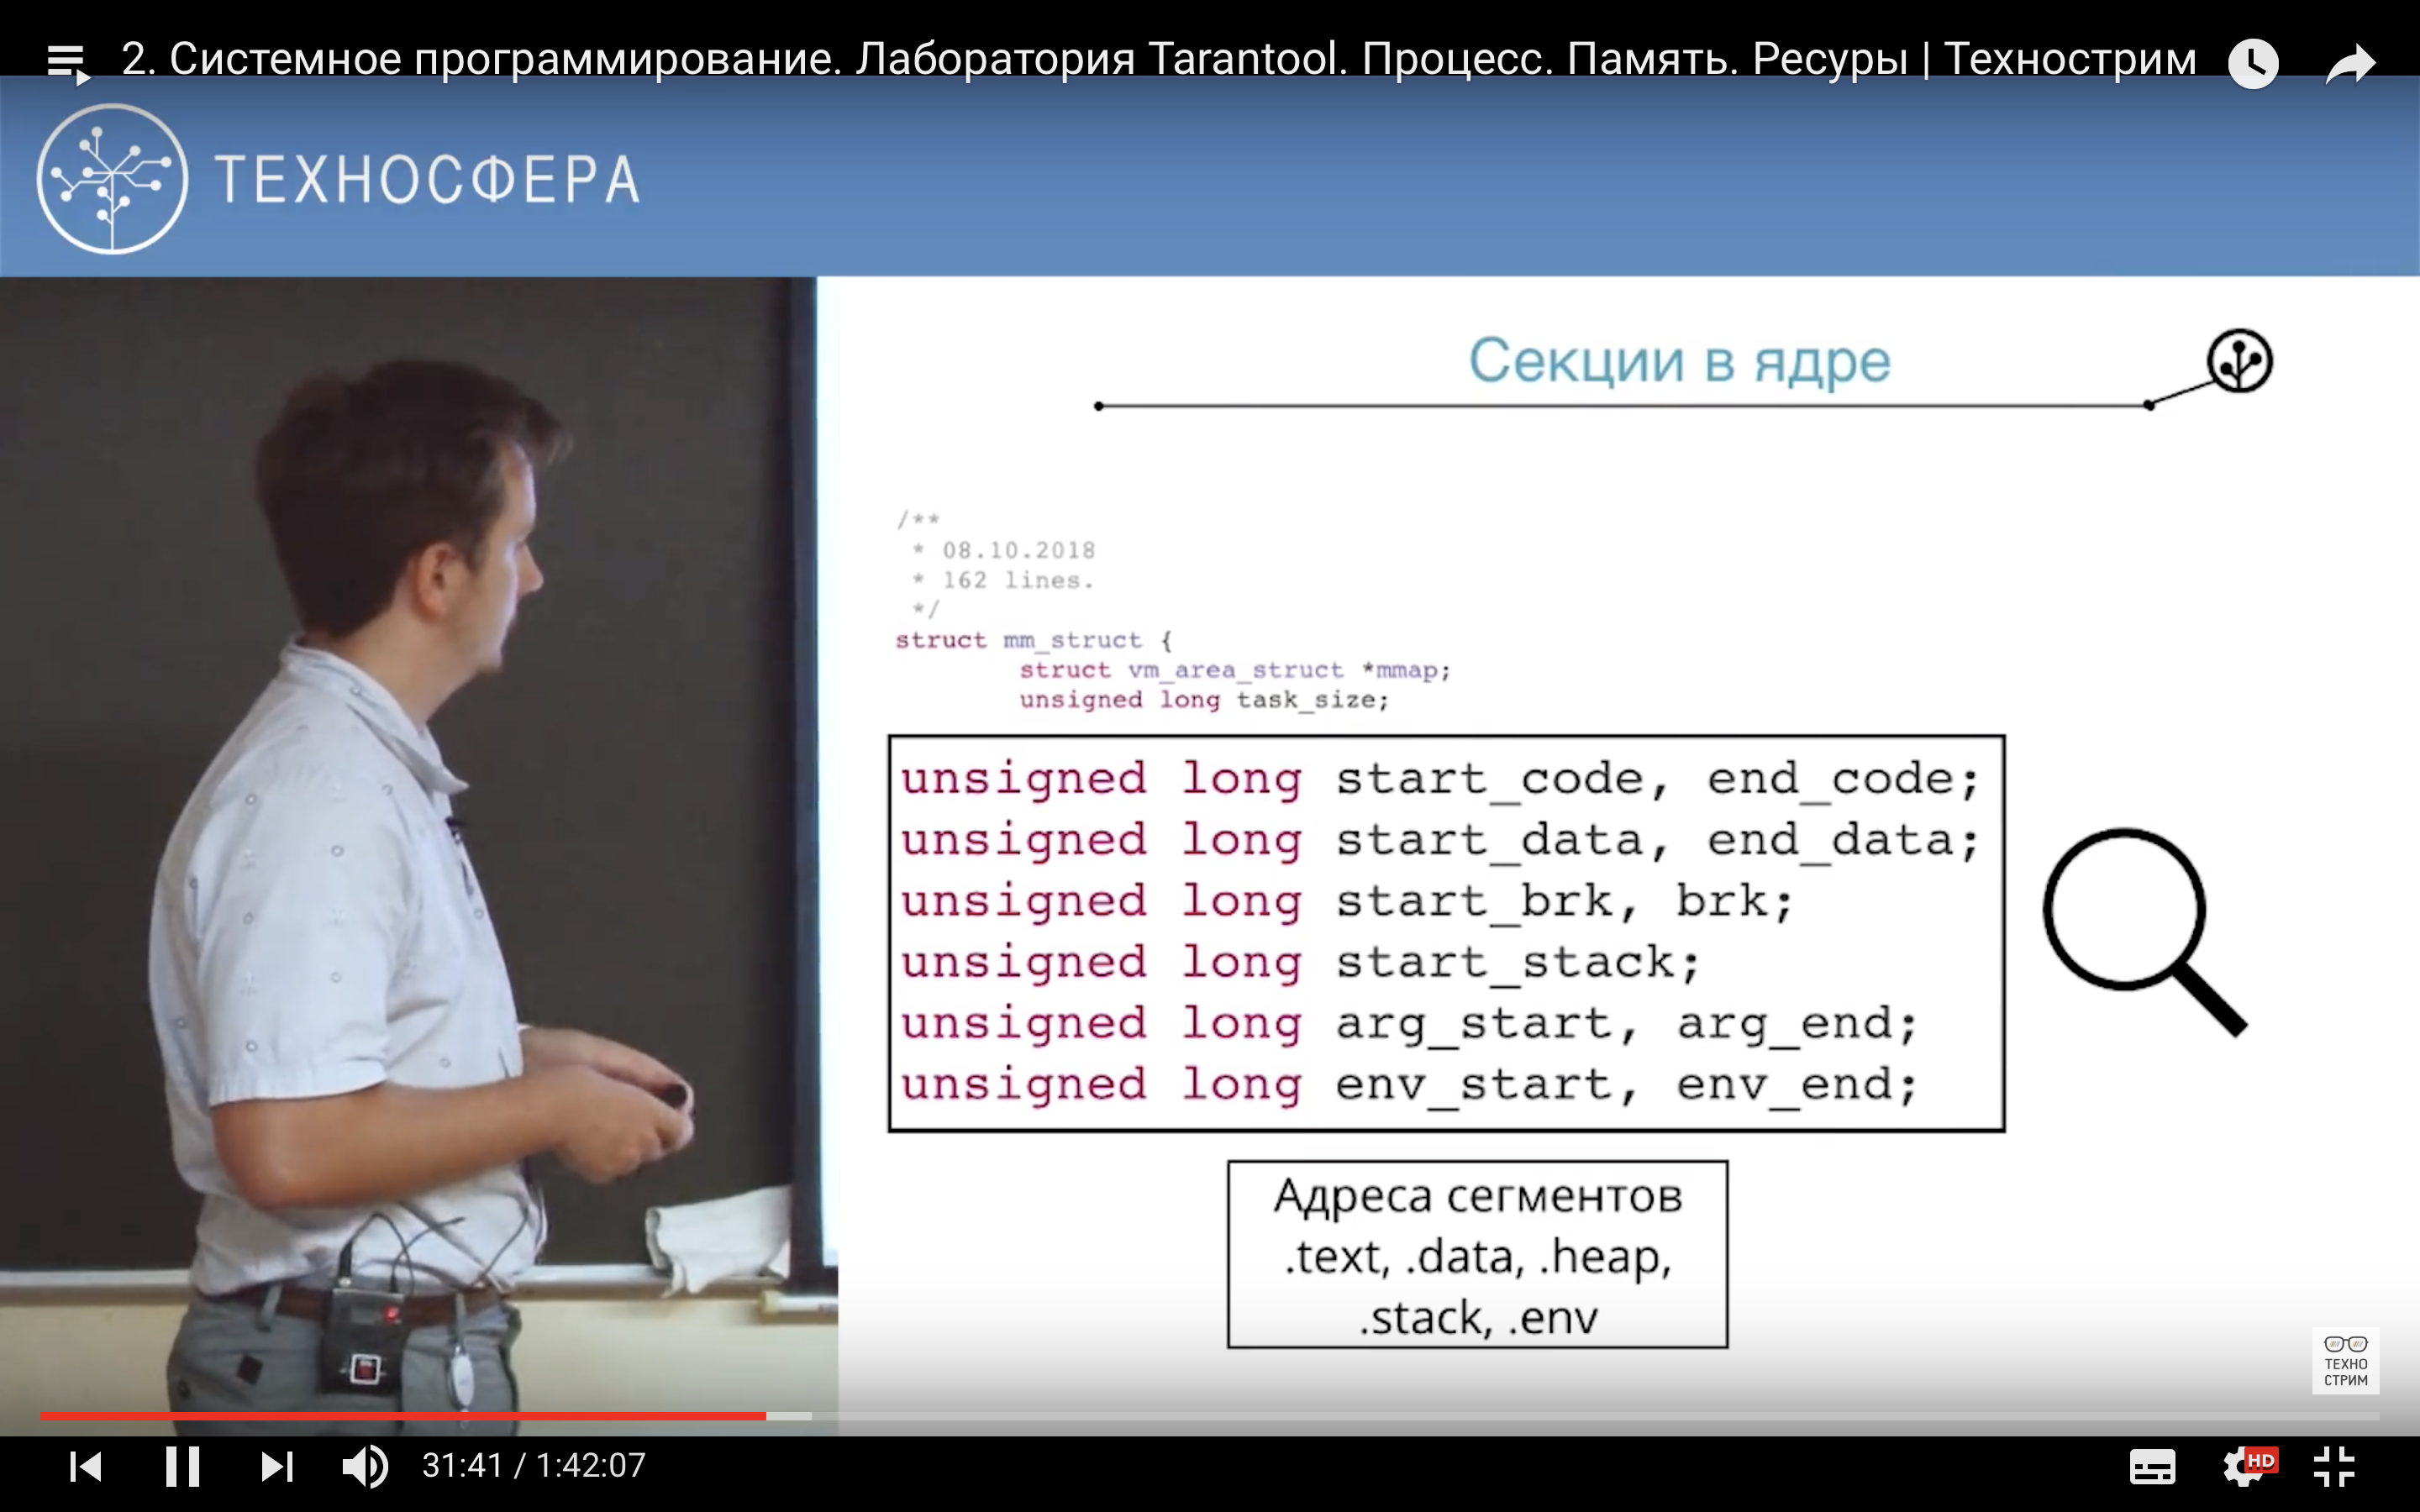 2. Системное программирование. Лаборатория Tarantool. Процесс. Память. Ресуры | Технострим
ТЕХНОСФЕРА
Секции в ядре
/**
* 08.10.2018
* 162 lines.
*/
struct mm_struct {
struct vm_area_struct *mmap;
unsigned long task_size;
unsigned long start_code, end_code;
unsigned long start_data, end_data;
unsigned long start_brk, brk;
unsigned long start_stack;
unsigned long arg_start, arg_end;
unsigned long env_start, env_end;
Адреса сегментов
.text, .data, .heap,
.stack, .env
ТЕХНО
СТРИМ
31:41 / 1:42:07
HD